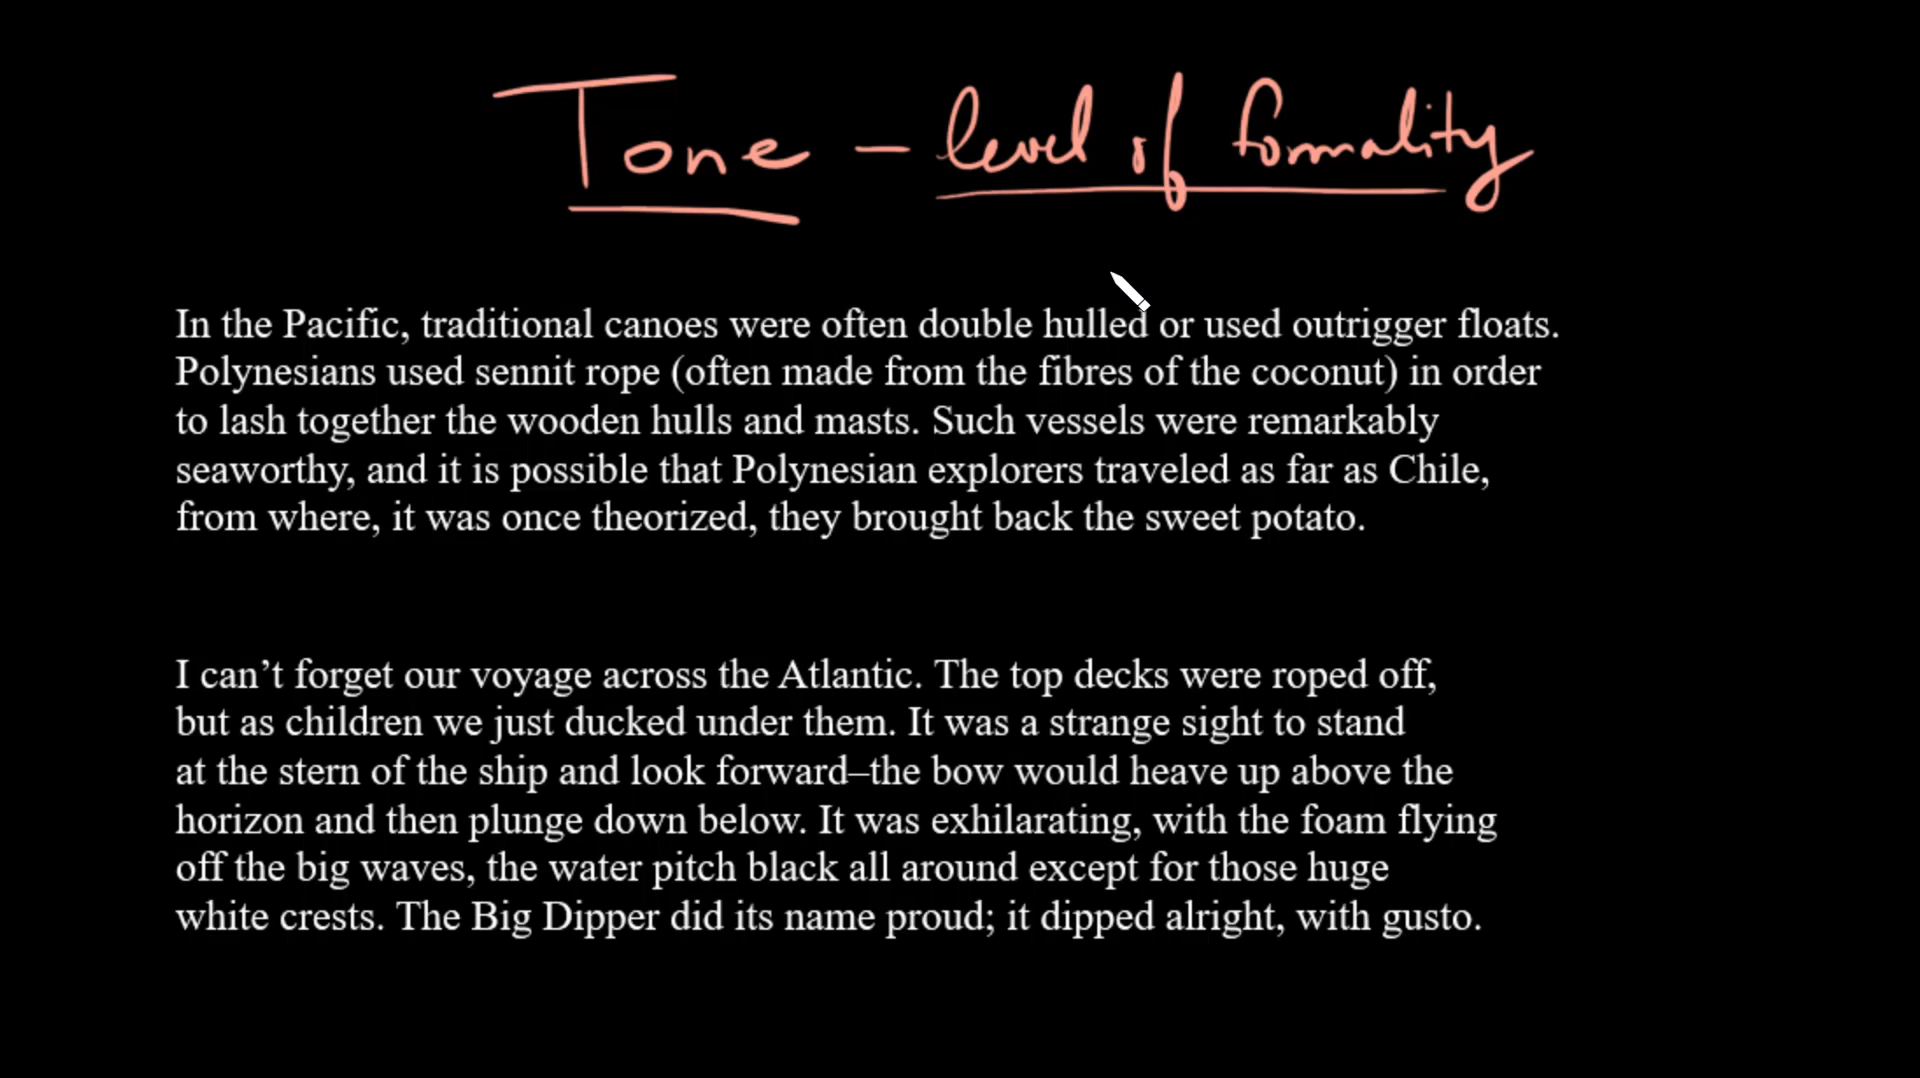 Tone – level of formality
In the Pacific, traditional canoes were often double hulled or used outrigger floats.
Polynesians used sennit rope (often made from the fibres of the coconut) in order
to lash together the wooden hulls and masts. Such vessels were remarkably
seaworthy, and it is possible that Polynesian explorers traveled as far as Chile,
from where, it was once theorized, they brought back the sweet potato.
I can’t forget our voyage across the Atlantic. The top decks were roped off,
but as children we just ducked under them. It was a strange sight to stand
at the stern of the ship and look forward–the bow would heave up above the
horizon and then plunge down below. It was exhilarating, with the foam flying
off the big waves, the water pitch black all around except for those huge
white crests. The Big Dipper did its name proud; it dipped alright, with gusto.